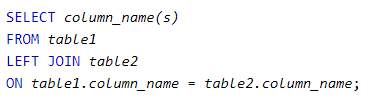 SELECT column_name(s)
FROM table1
LEFT JOIN table2
ON table1.column_name = table2.column_name;